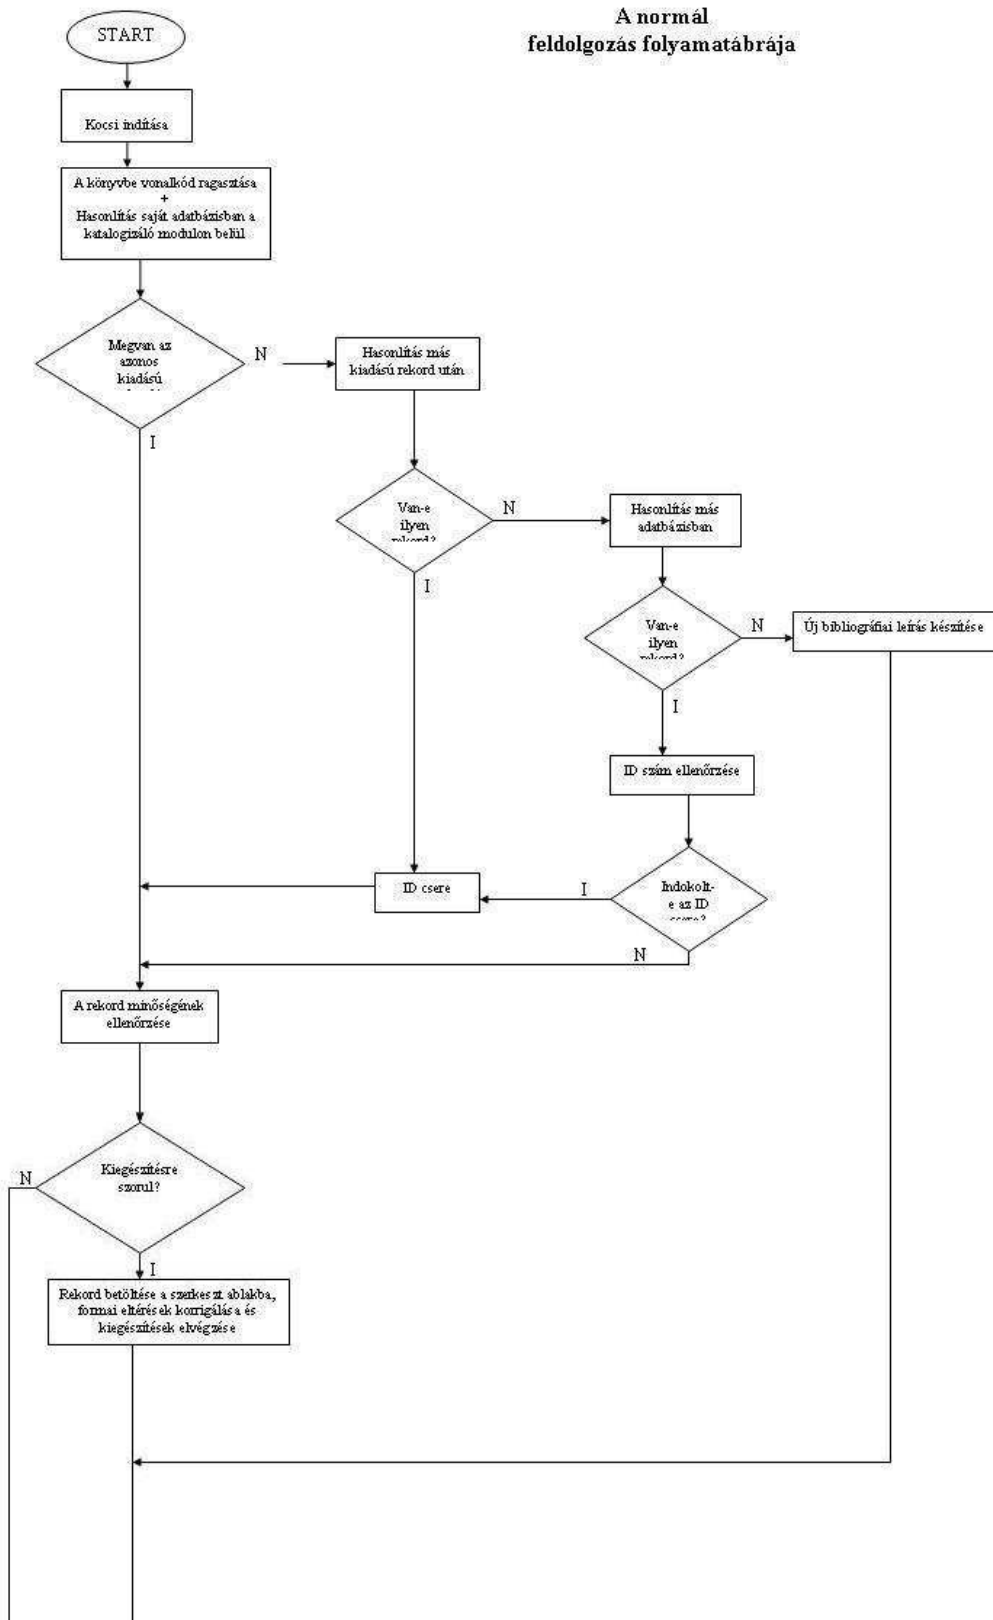 A normál
feldolgozás folyamatábrája
START
Kocsi indítása
A könyvbe vonalkód ragasztása
+
Hasonlítás saját adatbázisban a
katalogizáló modulon belül
Megvan az
azonos
kiadású
N
I
Hasonlítás más
kiadású rekord után
Van-e
ilyen
rekord?
N
I
Hasonlítás más
adatbázisban
Van-e
ilyen
rekord?
N
I
Új bibliográfiai leírás készítése
ID szám ellenőrzése
Indokolt-
e az ID
csere?
I
N
ID csere
A rekord minőségének
ellenőrzése
Kiegészítésre
szorul?
N
I
Rekord betöltése a szerkeszt ablakba,
formai eltérések korrigálása és
kiegészítések elvégzése